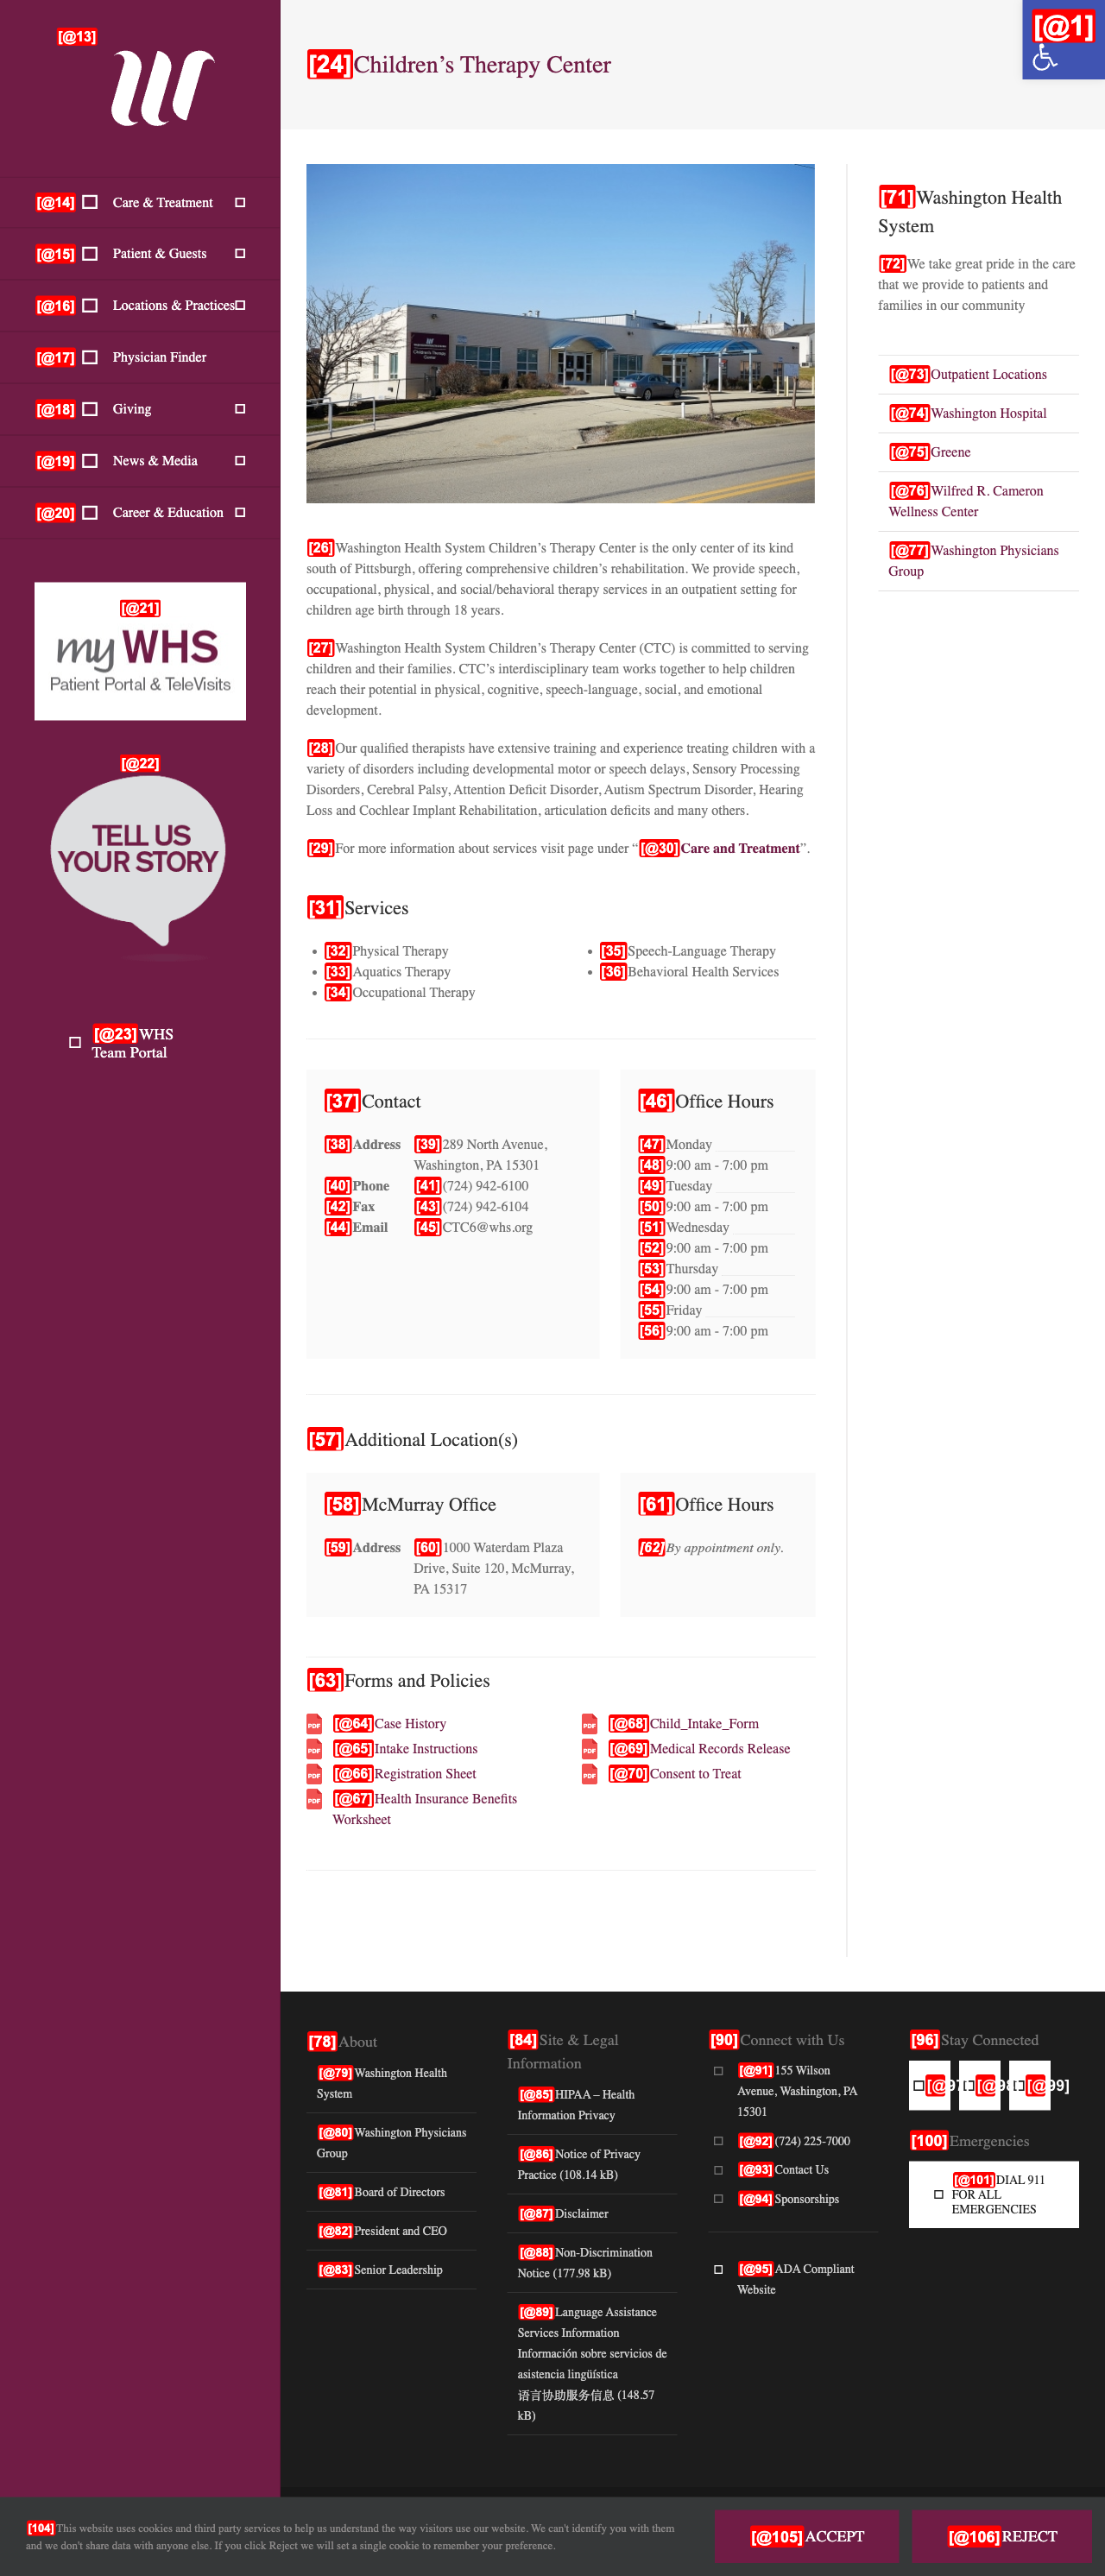 [@13]
[@14] Care & Treatment
[@15] Patient & Guests
[@16] Locations & Practices
[@17] Physician Finder
[@18] Giving
[@19] News & Media
[@20] Career & Education
[@21]
my WHS
Patient Portal & TeleVisits
[@22]
TELL US
YOUR STORY
[@23] WHS
Team Portal
[24]Children's Therapy Center
[@1]
Children's Therapy
Center
[26]Washington Health System Children's Therapy Center is the only center of its kind
south of Pittsburgh, offering comprehensive children's rehabilitation. We provide speech,
occupational, physical, and social/behavioral therapy services in an outpatient setting for
children age birth through 18 years.
[27]Washington Health System Children's Therapy Center (CTC) is committed to serving
children and their families. CTC's interdisciplinary team works together to help children
reach their potential in physical, cognitive, speech-language, social, and emotional
development.
[28]Our qualified therapists have extensive training and experience treating children with a
variety of disorders including developmental motor or speech delays, Sensory Processing
Disorders, Cerebral Palsy, Attention Deficit Disorder, Autism Spectrum Disorder, Hearing
Loss and Cochlear Implant Rehabilitation, articulation deficits and many others.
[29]For more information about services visit page under “[@30]Care and Treatment”.
[31]Services
[32]Physical Therapy
[33]Aquatics Therapy
[34]Occupational Therapy
[35]Speech-Language Therapy
[36]Behavioral Health Services
[37]Contact
[38]Address [39]289 North Avenue,
Washington, PA 15301
[40]Phone [41](724) 942-6100
[42]Fax [43](724) 942-6104
[44]Email [45]CTC6@whs.org
[46]Office Hours
[47]Monday
[48]9:00 am - 7:00 pm
[49]Tuesday
[50]9:00 am - 7:00 pm
[51]Wednesday
[52]9:00 am - 7:00 pm
[53]Thursday
[54]9:00 am - 7:00 pm
[55]Friday
[56]9:00 am - 7:00 pm
[57]Additional Location(s)
[58]McMurray Office
[59]Address [60]1000 Waterdam Plaza
Drive, Suite 120, McMurray,
PA 15317
[61]Office Hours
[62]By appointment only.
[63]Forms and Policies
PDF [@64]Case History
PDF [@65]Intake Instructions
PDF [@66]Registration Sheet
PDF [@67]Health Insurance Benefits
Worksheet
PDF [@68]Child_Intake_Form
PDF [@69]Medical Records Release
PDF [@70]Consent to Treat
[71]Washington Health
System
[72]We take great pride in the care
that we provide to patients and
families in our community
[@73]Outpatient Locations
[@74]Washington Hospital
[@75]Greene
[@76]Wilfred R. Cameron
Wellness Center
[@77]Washington Physicians
Group
[78]About
[@79]Washington Health
System
[@80]Washington Physicians
Group
[@81]Board of Directors
[@82]President and CEO
[@83]Senior Leadership
[84]Site & Legal
Information
[@85]HIPAA – Health
Information Privacy
[@86]Notice of Privacy
Practice (108.14 kB)
[@87]Disclaimer
[@88]Non-Discrimination
Notice (177.98 kB)
[@89]Language Assistance
Services Information
Información sobre servicios de
asistencia lingüística
语言协助服务信息 (148.57
kB)
[90]Connect with Us
[@91]155 Wilson
Avenue, Washington, PA
15301
[@92](724) 225-7000
[@93]Contact Us
[@94]Sponsorships
[@95]ADA Compliant
Website
[96]Stay Connected
[@97] [@98] [@99]
[100]Emergencies
[@101]DIAL 911
FOR ALL
EMERGENCIES
[104]This website uses cookies and third party services to help us understand the way visitors use our website. We can't identify you with them
and we don't share data with anyone else. If you click Reject we will set a single cookie to remember your preference.
[@105]ACCEPT
[@106]REJECT